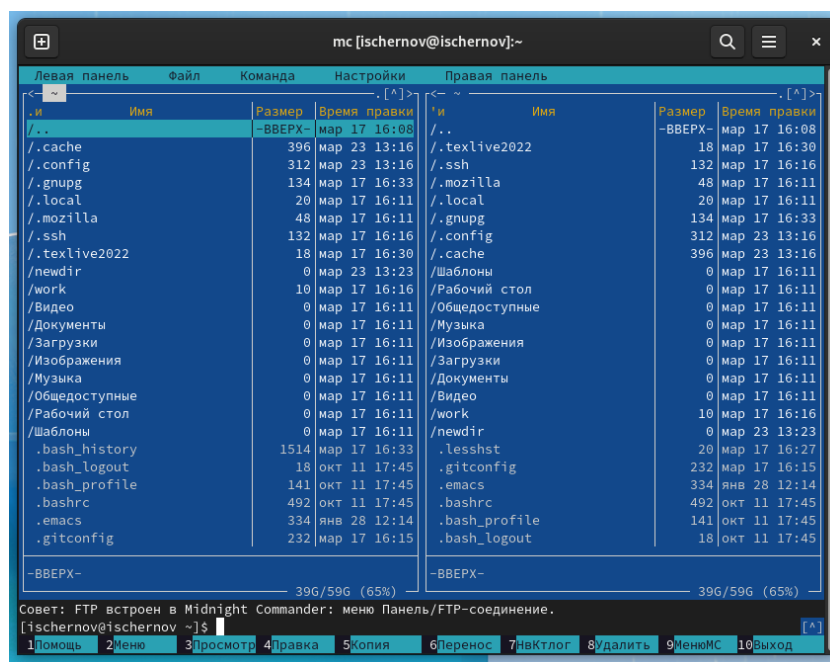 mc [ischernov@ischernov]:~
Левая панель Файл Команда Настройки Правая панель
<— ~ .[^]>
.и Имя Размер Время правки
/.. -ВВЕРХ- мар 17 16:08
/.cache 396 мар 23 13:16
/.config 312 мар 23 13:16
/.gnupg 134 мар 17 16:33
/.local 20 мар 17 16:11
/.mozilla 48 мар 17 16:11
/.ssh 132 мар 17 16:16
/.texlive2022 18 мар 17 16:30
/newdir 0 мар 23 13:23
/work 10 мар 17 16:16
/Видео 0 мар 17 16:11
/Документы 0 мар 17 16:11
/Загрузки 0 мар 17 16:11
/Изображения 0 мар 17 16:11
/Музыка 0 мар 17 16:11
/Общедоступные 0 мар 17 16:11
/Рабочий стол 0 мар 17 16:11
/Шаблоны 0 мар 17 16:11
.bash_history 1514 мар 17 16:33
.bash_logout 18 окт 11 17:45
.bash_profile 141 окт 11 17:45
.bashrc 492 окт 11 17:45
.emacs 334 янв 28 12:14
.gitconfig 232 мар 17 16:15
-ВВЕРХ-
39G/59G (65%)
<— ~ .[^]>
'и Имя Размер Время правки
/.. -ВВЕРХ- мар 17 16:08
/.texlive2022 18 мар 17 16:30
/.ssh 132 мар 17 16:16
/.mozilla 48 мар 17 16:11
/.local 20 мар 17 16:11
/.gnupg 134 мар 17 16:33
/.config 312 мар 23 13:16
/.cache 396 мар 23 13:16
/Шаблоны 0 мар 17 16:11
/Рабочий стол 0 мар 17 16:11
/Общедоступные 0 мар 17 16:11
/Музыка 0 мар 17 16:11
/Изображения 0 мар 17 16:11
/Загрузки 0 мар 17 16:11
/Документы 0 мар 17 16:11
/Видео 0 мар 17 16:11
/work 10 мар 17 16:16
/newdir 0 мар 23 13:23
.lesshst 20 мар 17 16:27
.gitconfig 232 мар 17 16:15
.emacs 334 янв 28 12:14
.bashrc 492 окт 11 17:45
.bash_profile 141 окт 11 17:45
.bash_logout 18 окт 11 17:45
-ВВЕРХ-
39G/59G (65%)
Совет: FTP встроен в Midnight Commander: меню Панель/FTP-соединение.
[ischernov@ischernov ~]$ [^]
1Помощь 2Меню 3Просмотр 4Правка 5Копия 6Перенос 7НвКтлог 8Удалить 9МенюМС 10Выход